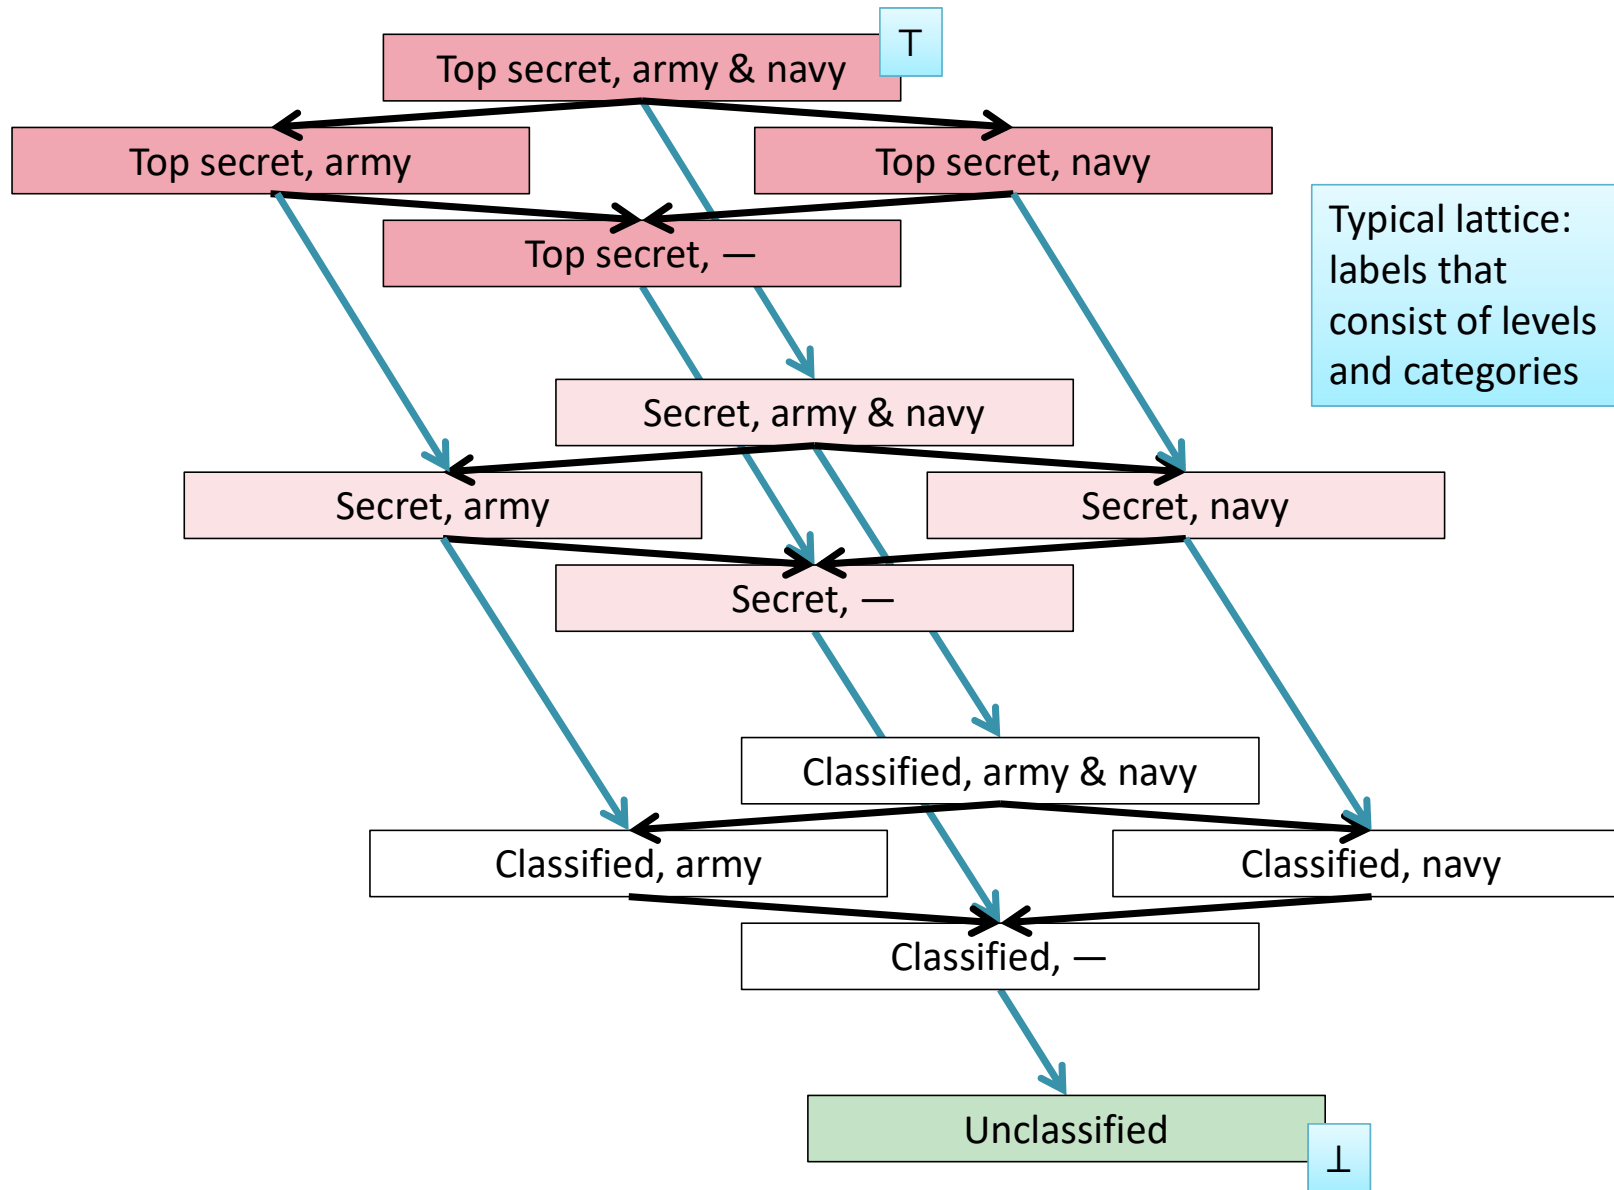 ⊤
Top secret, army & navy
Top secret, army
Top secret, navy
Top secret, —
Typical lattice:
labels that
consist of levels
and categories
Secret, army & navy
Secret, army
Secret, navy
Secret, —
Classified, army & navy
Classified, army
Classified, navy
Classified, —
Unclassified
⊥